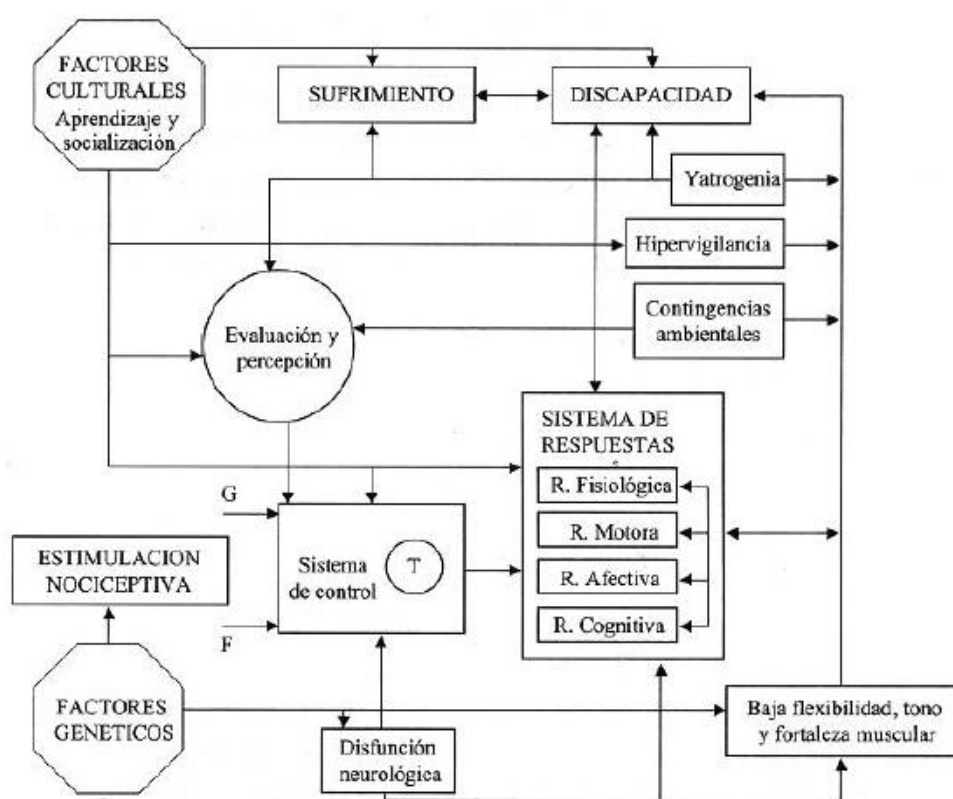 FACTORES
CULTURALES
Aprendizaje y
socialización
SUFRIMIENTO
DISCAPACIDAD
Yatrogenia
Hipervigilancia
Contingencias
ambientales
Evaluación y
percepción
SISTEMA DE
RESPUESTAS
R. Fisiológica
R. Motora
R. Afectiva
R. Cognitiva
G
Sistema
de control
T
F
ESTIMULACION
NOCICEPTIVA
FACTORES
GENETICOS
Disfunción
neurológica
Baja flexibilidad, tono
y fortaleza muscular